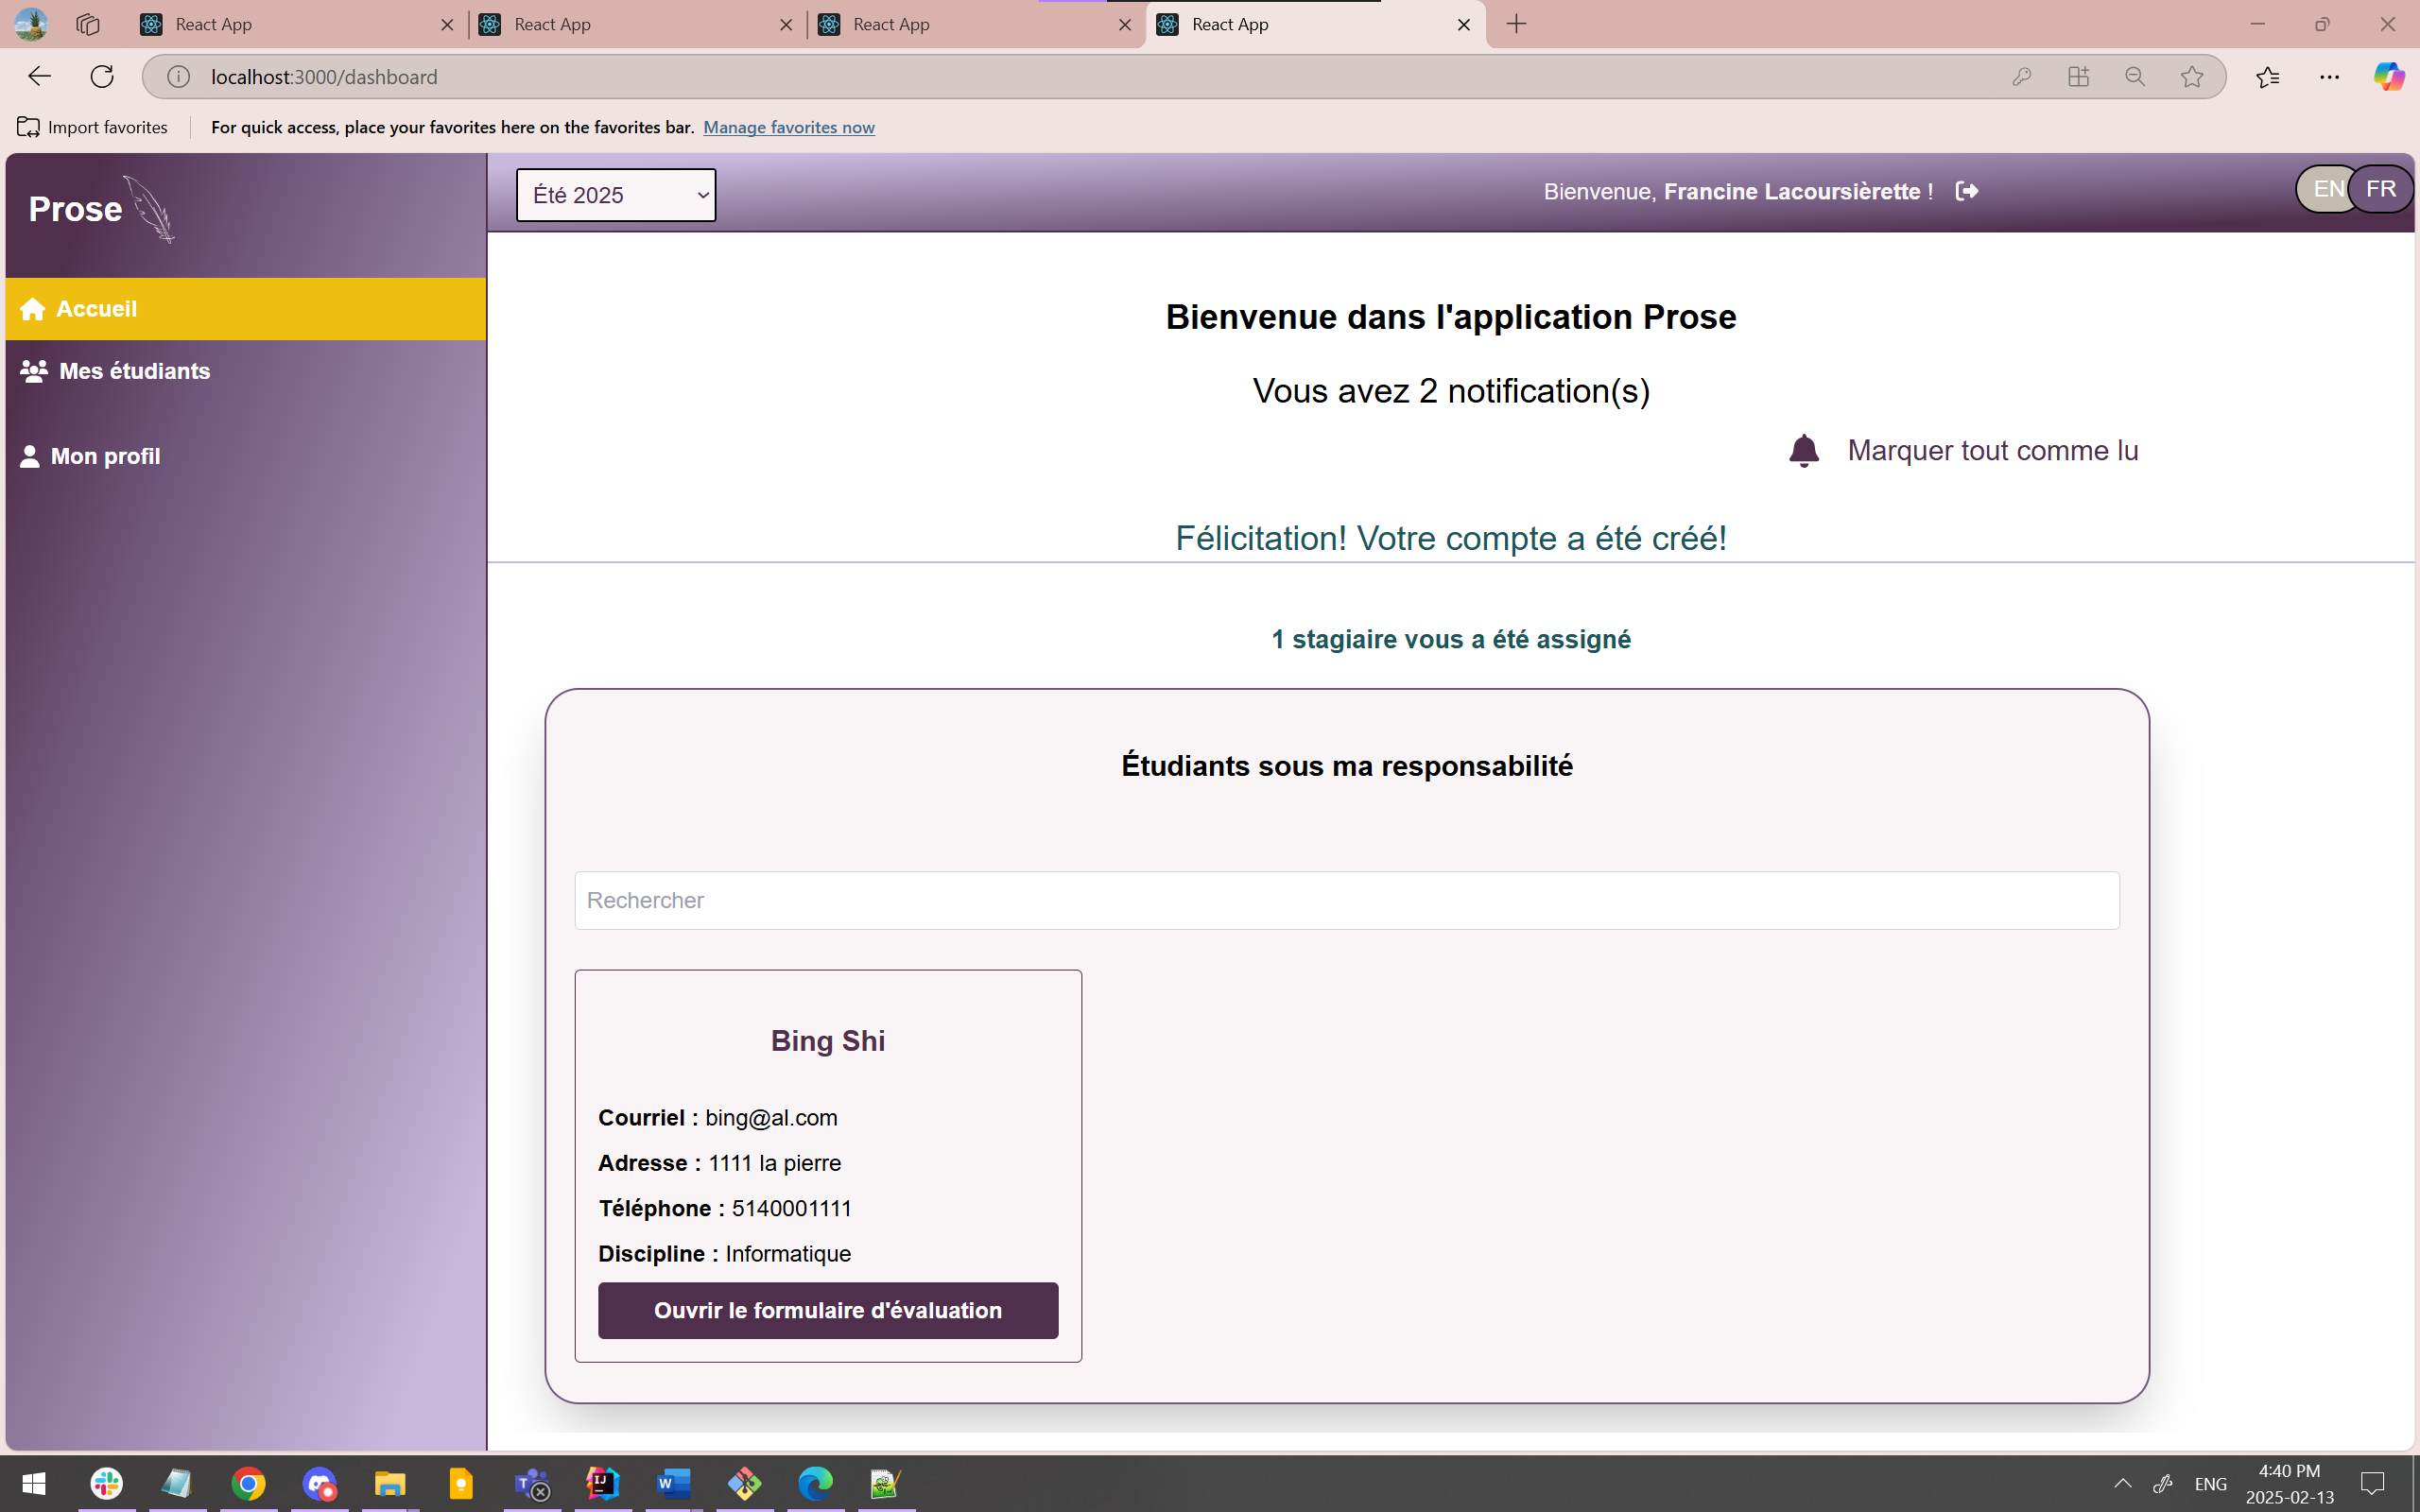 React App
React App
React App
React App
localhost:3000/dashboard
Import favorites
For quick access, place your favorites here on the favorites bar. Manage favorites now
Prose
Été 2025
Bienvenue, Francine Lacoursièrette !
EN FR
Accueil
Mes étudiants
Mon profil
Bienvenue dans l'application Prose
Vous avez 2 notification(s)
Marquer tout comme lu
Félicitation! Votre compte a été créé!
1 stagiaire vous a été assigné
Étudiants sous ma responsabilité
Rechercher
Bing Shi
Courriel : bing@al.com
Adresse : 1111 la pierre
Téléphone : 5140001111
Discipline : Informatique
Ouvrir le formulaire d'évaluation
ENG
4:40 PM
2025-02-13